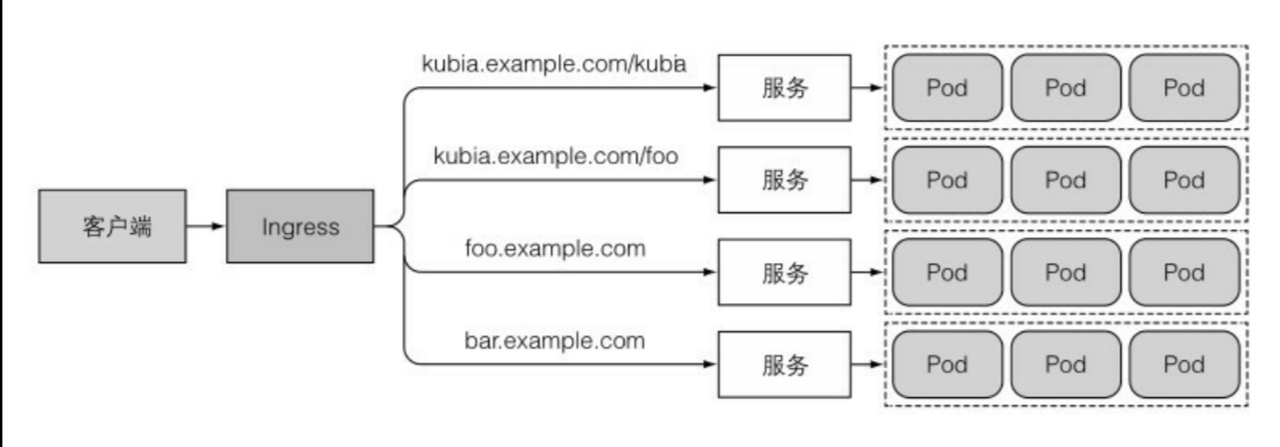 kubia.example.com/kubia
服务
Pod
Pod
Pod
kubia.example.com/foo
服务
Pod
Pod
Pod
客户端
Ingress
foo.example.com
服务
Pod
Pod
Pod
bar.example.com
服务
Pod
Pod
Pod